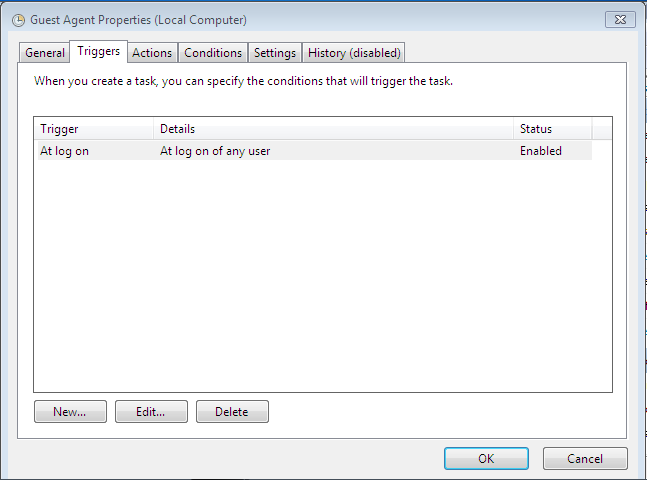 Guest Agent Properties (Local Computer)
General Triggers Actions Conditions Settings History (disabled)
When you create a task, you can specify the conditions that will trigger the task.
Trigger Details Status
At log on At log on of any user Enabled
New... Edit... Delete
OK Cancel